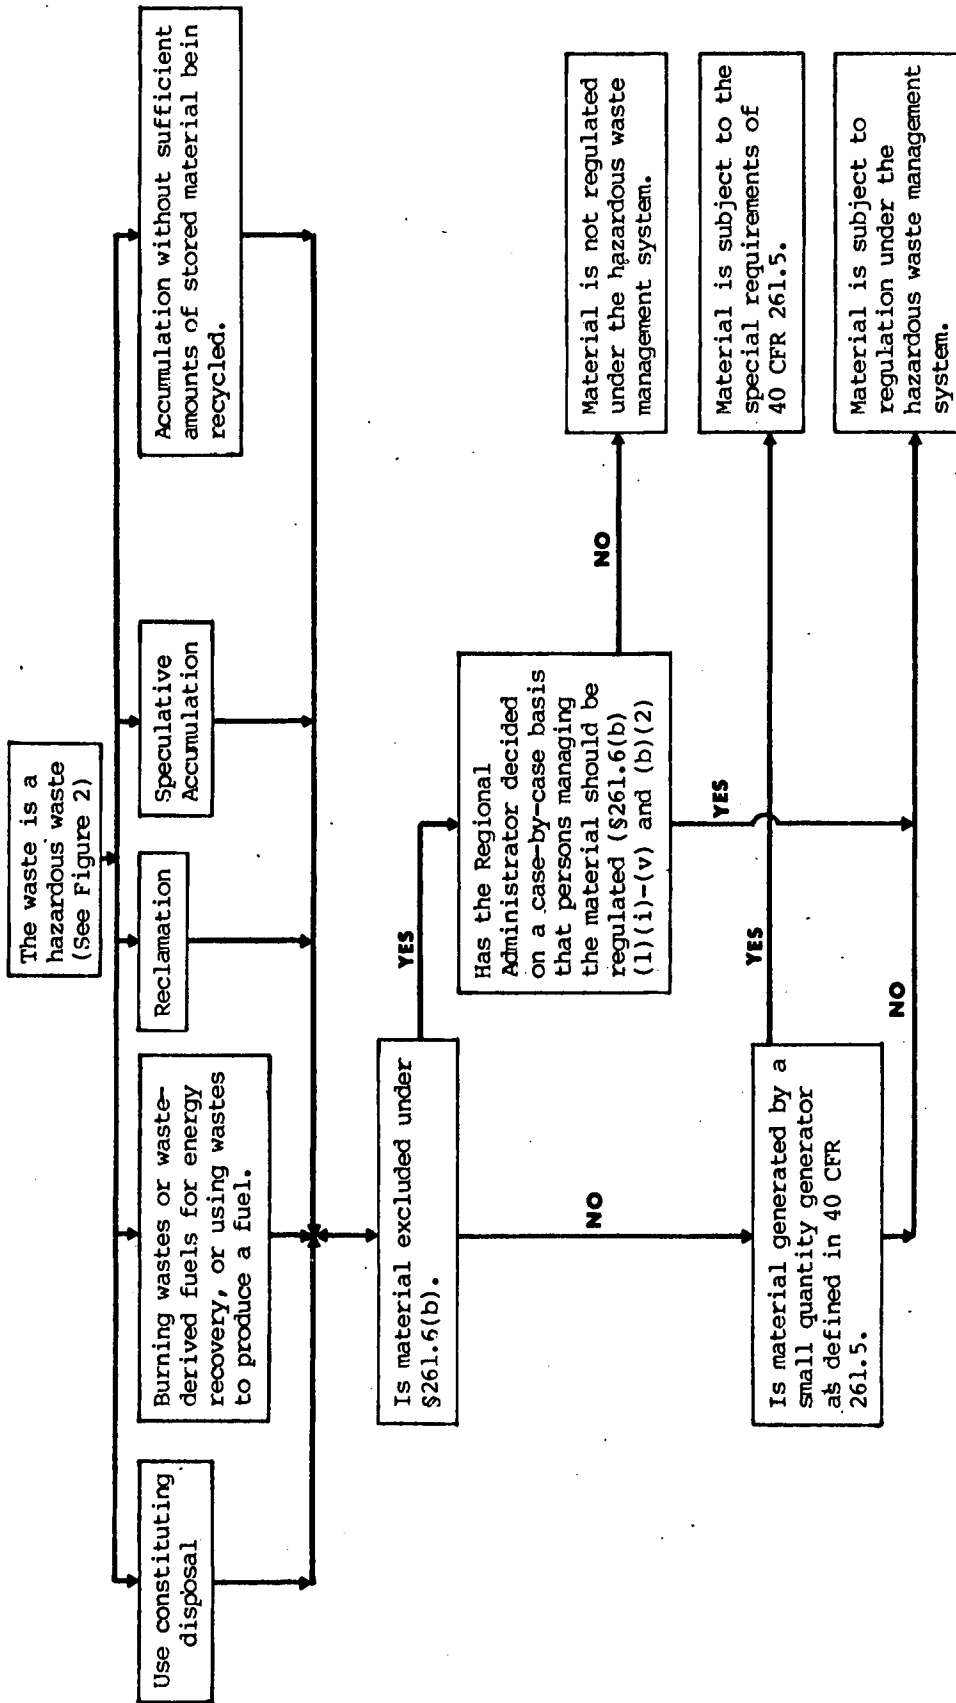 The waste is a
hazardous waste
(See Figure 2)
Use constituting
disposal
Burning wastes or waste-
derived fuels for energy
recovery, or using wastes
to produce a fuel.
Reclamation
Speculative
Accumulation
Accumulation without sufficient
amounts of stored material bein
recycled.
Is material excluded under
§261.6(b).
YES
Has the Regional
Administrator decided
on a case-by-case basis
that persons managing
the material should be
regulated (§261.6(b)
(1)(i)-(v) and (b)(2)
NO
Material is not regulated
under the hazardous waste
management system.
NO
YES
Is material generated by a
small quantity generator
as defined in 40 CFR
261.5.
YES
Material is subject to the
special requirements of
40 CFR 261.5.
NO
Material is subject to
regulation under the
hazardous waste management
system.